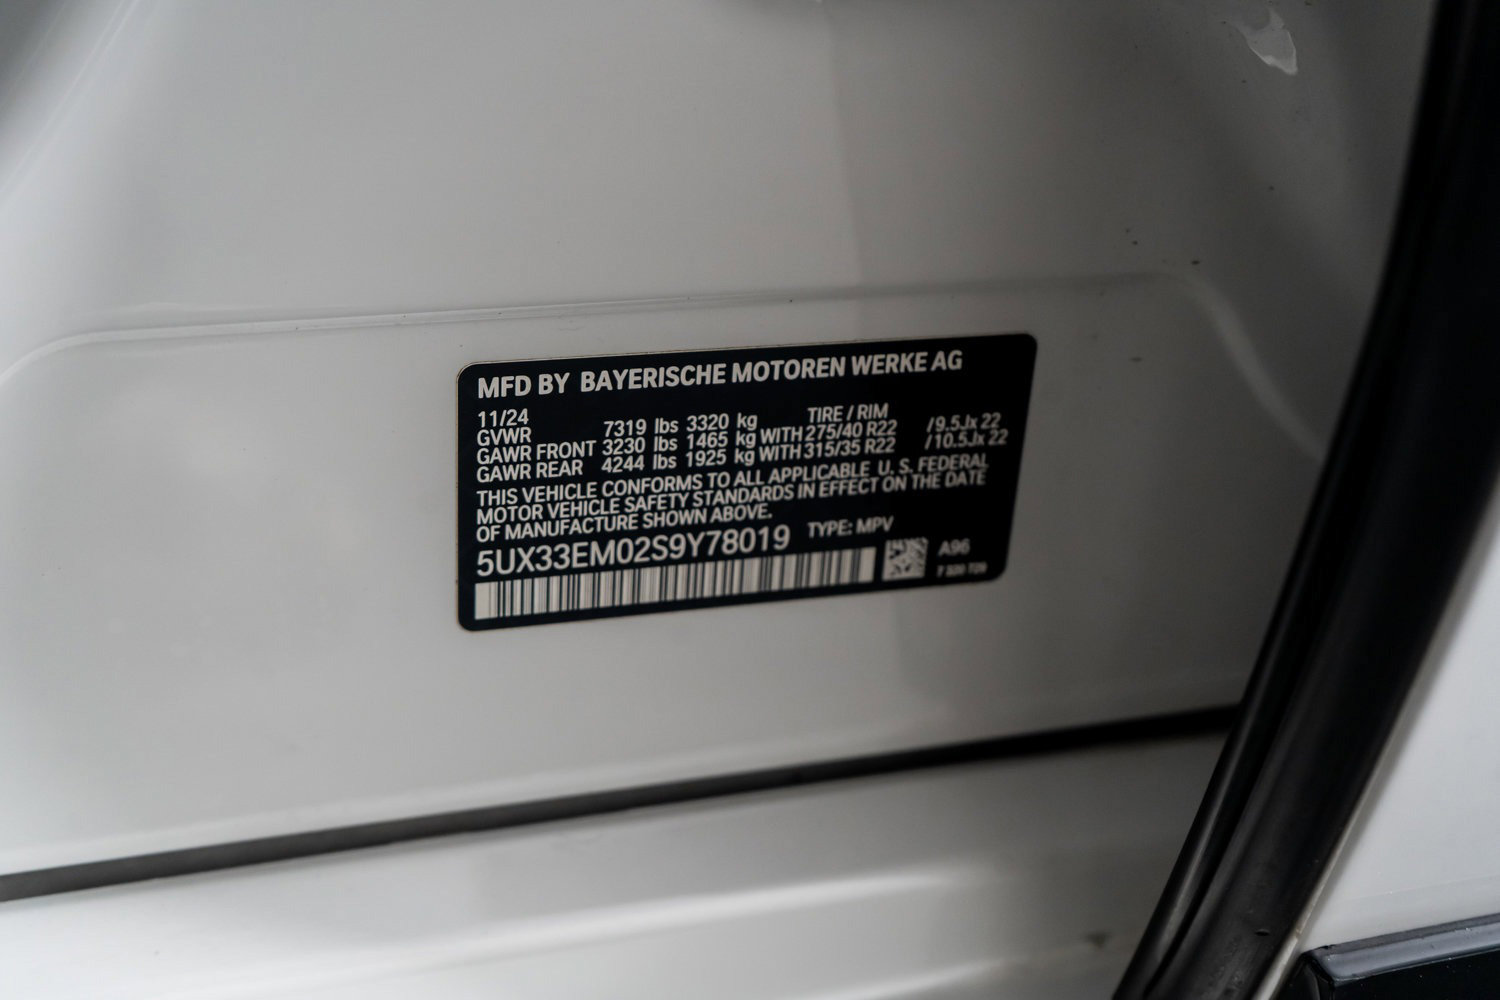 MFD BY BAYERISCHE MOTOREN WERKE AG
11/24 TIRE / RIM
GVWR 7319 lbs 3320 kg
GAWR FRONT 3230 lbs 1465 kg WITH 275/40 R22 /9.5Jx 22
GAWR REAR 4244 lbs 1925 kg WITH 315/35 R22 /10.5Jx 22
THIS VEHICLE CONFORMS TO ALL APPLICABLE U. S. FEDERAL
MOTOR VEHICLE SAFETY STANDARDS IN EFFECT ON THE DATE
OF MANUFACTURE SHOWN ABOVE.
5UX33EM02S9Y78019 TYPE: MPV
A96